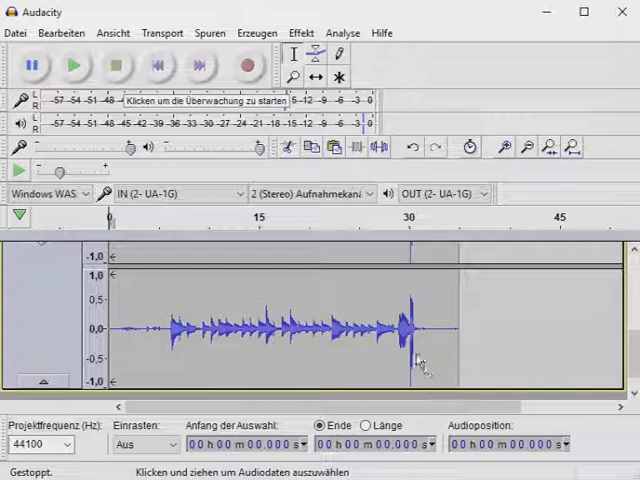 Audacity
Datei Bearbeiten Ansicht Transport Spuren Erzeugen Effekt Analyse Hilfe
L R -57 -54 -51 -48 -4 Klicken um die Überwachung zu starten -15 -12 -9 -6 -3 0
L R -57 -54 -51 -48 -45 -42 -39 -36 -33 -30 -27 -24 -21 -18 -15 -12 -9 -6 -3 0
- + - +
- +
Windows WAS IN (2- UA-1G) 2 (Stereo) Aufnahmekanä OUT (2- UA-1G)
0 15 30 45
-1,0
1,0
0,5
0,0
-0,5
-1,0
Projektfrequenz (Hz): Einrasten: Anfang der Auswahl: Ende Länge Audioposition:
44100 Aus 00 h 00 m 00.000 s 00 h 00 m 00.000 s 00 h 00 m 00.000 s
Gestoppt. Klicken und ziehen um Audiodaten auszuwählen